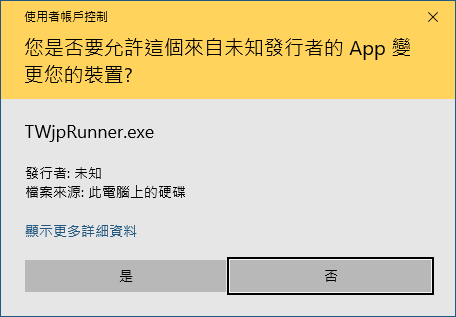 使用者帳戶控制
您是否要允許這個來自未知發行者的 App 變
更您的裝置?
TWjpRunner.exe
發行者: 未知
檔案來源: 此電腦上的硬碟
顯示更多詳細資料
是
否